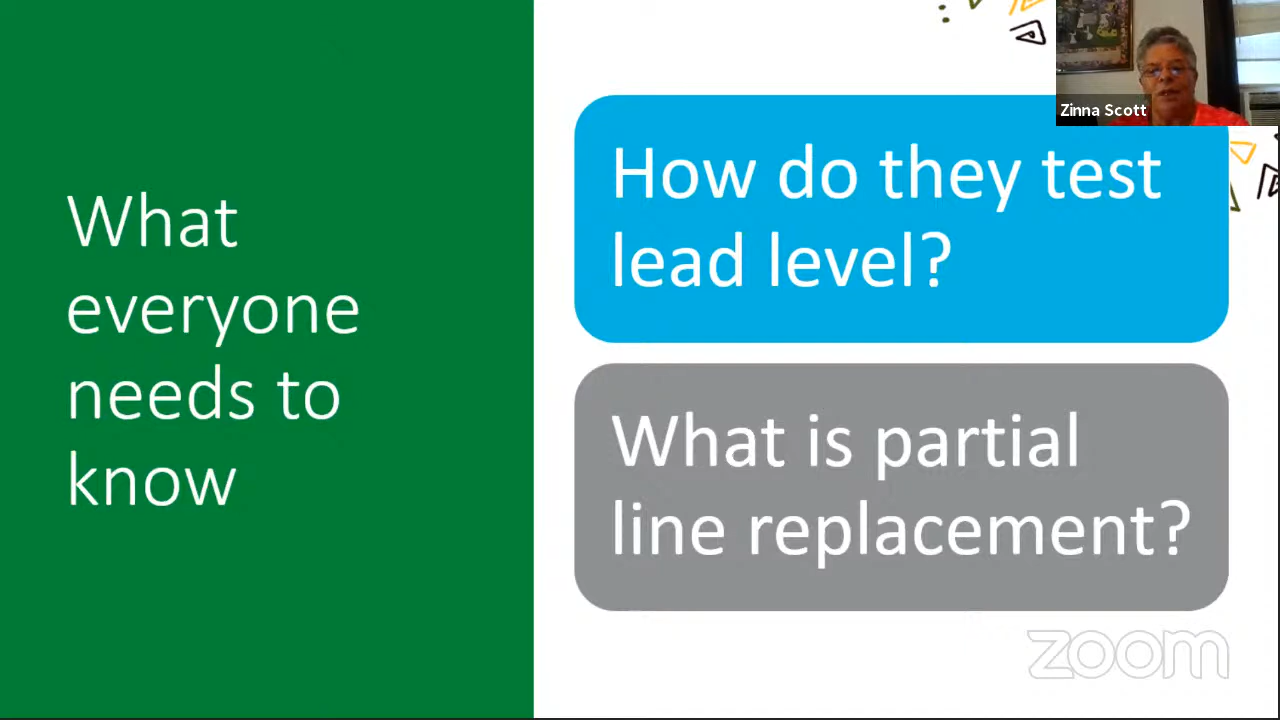 What
everyone
needs to
know
How do they test
lead level?
What is partial
line replacement?
Zinna Scott
zoom